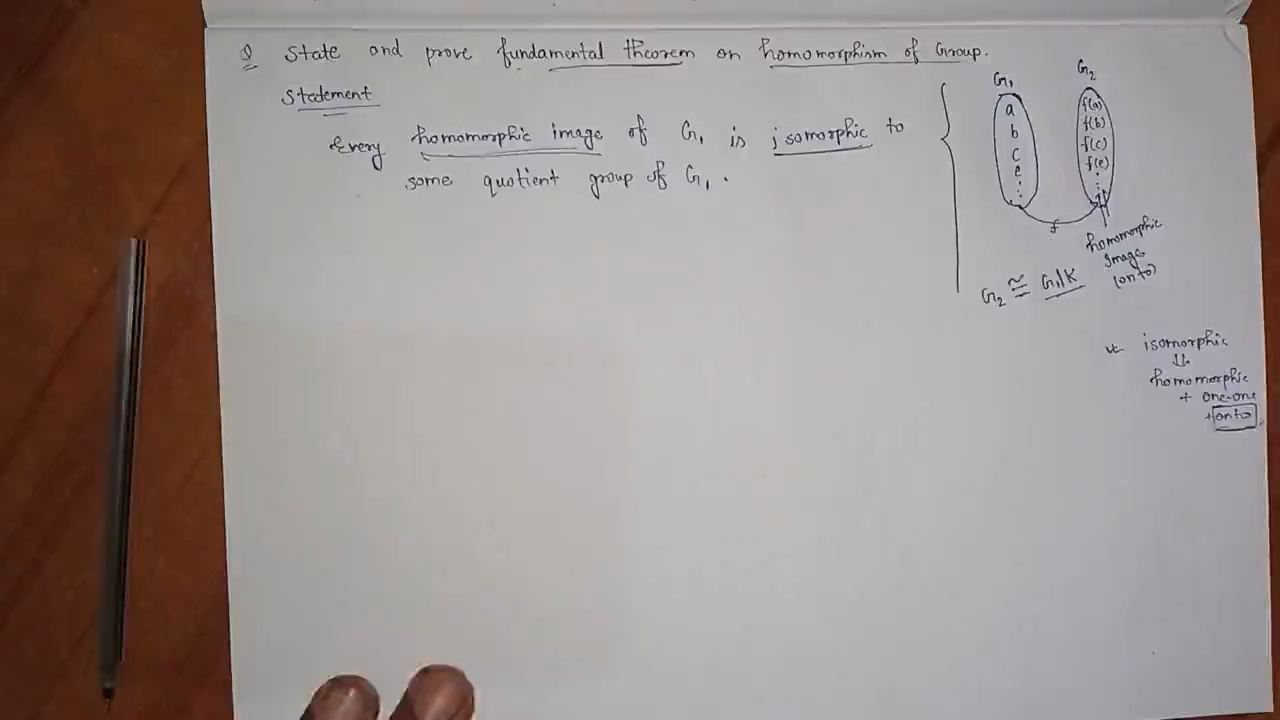 Q State and prove fundamental theorem on homomorphism of Group.
Statement
Every homomorphic image of G₁ is isomorphic to
some quotient group of G₁.
G₁ G₂
a f(a)
b f(b)
c f(c)
e f(e)
⋮ ⋮
f
homomorphic
image
(onto)
G₂ ≅ G₁/K
isomorphic
⇓
homomorphic
+ one-one
+ onto